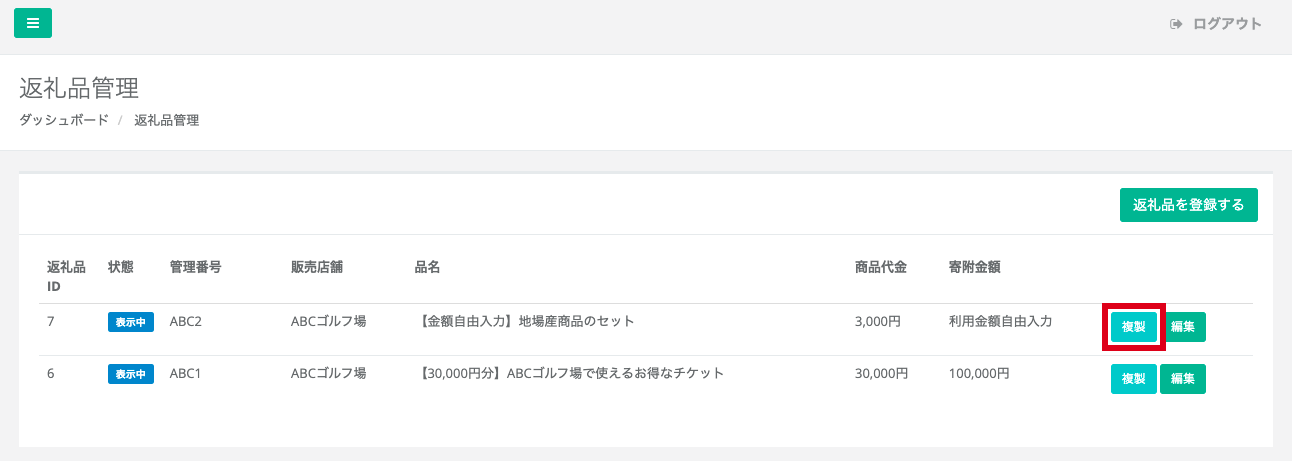 ログアウト
返礼品管理
ダッシュボード / 返礼品管理
返礼品を登録する
返礼品ID 状態 管理番号 販売店舗 品名 商品代金 寄附金額
7 表示中 ABC2 ABCゴルフ場 【金額自由入力】地場産商品のセット 3,000円 利用金額自由入力 複製 編集
6 表示中 ABC1 ABCゴルフ場 【30,000円分】ABCゴルフ場で使えるお得なチケット 30,000円 100,000円 複製 編集